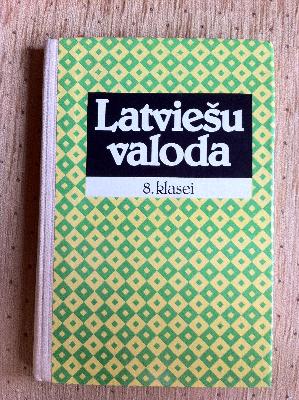 Latviešu
valoda
8. klasei